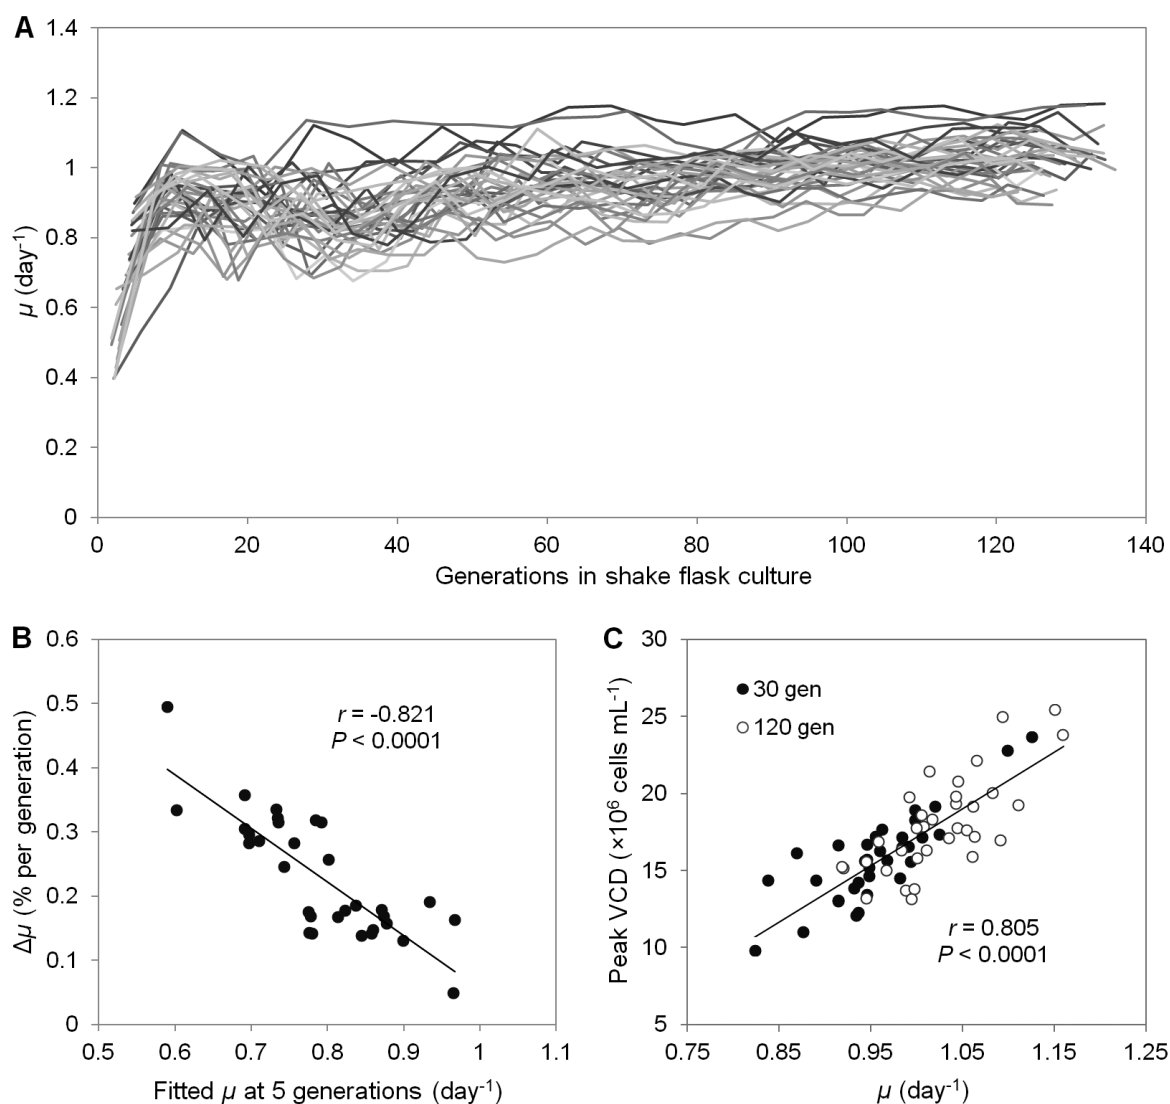 A
1.4
1.2
1
0.8
0.6
0.4
0.2
0
μ (day⁻¹)
0 20 40 60 80 100 120 140
Generations in shake flask culture
B
0.6
0.5
0.4
0.3
0.2
0.1
0
Δμ (% per generation)
r = -0.821
P < 0.0001
0.5 0.6 0.7 0.8 0.9 1 1.1
Fitted μ at 5 generations (day⁻¹)
C
30
25
20
15
10
5
Peak VCD (×10⁶ cells mL⁻¹)
30 gen
120 gen
r = 0.805
P < 0.0001
0.75 0.85 0.95 1.05 1.15 1.25
μ (day⁻¹)